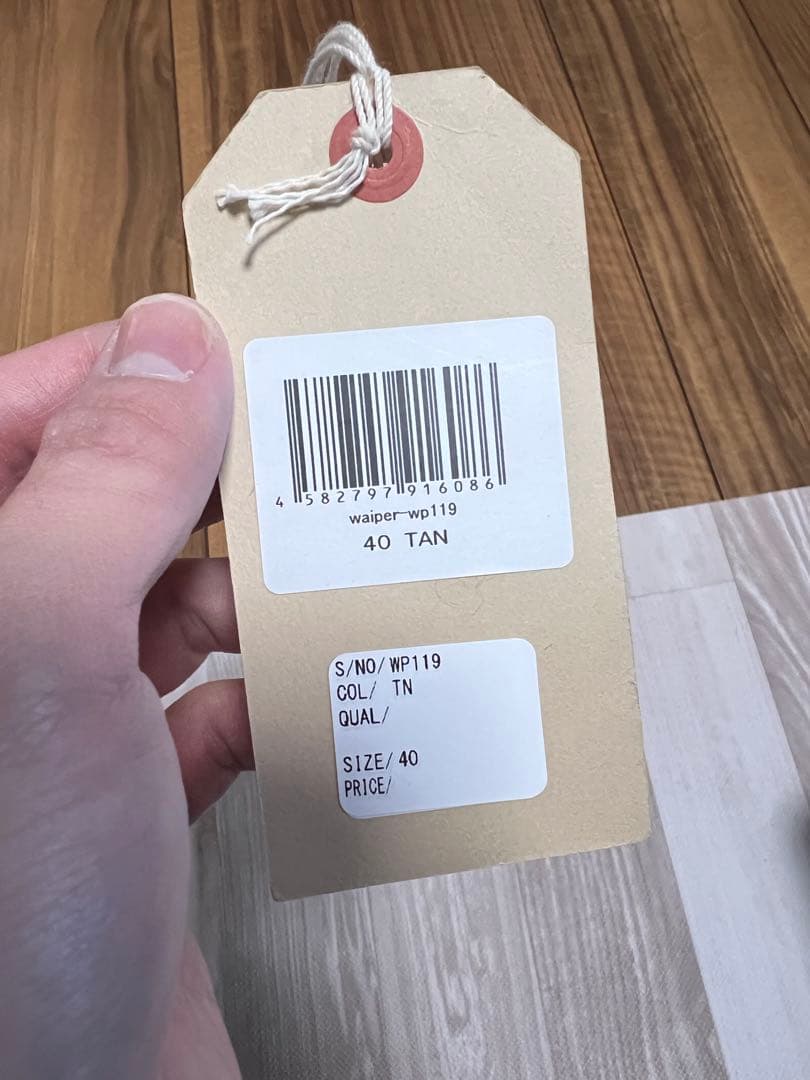 4 582797 916086
waiper-wp119
40 TAN
S/NO/ WP119
COL/ TN
QUAL/
SIZE/ 40
PRICE/